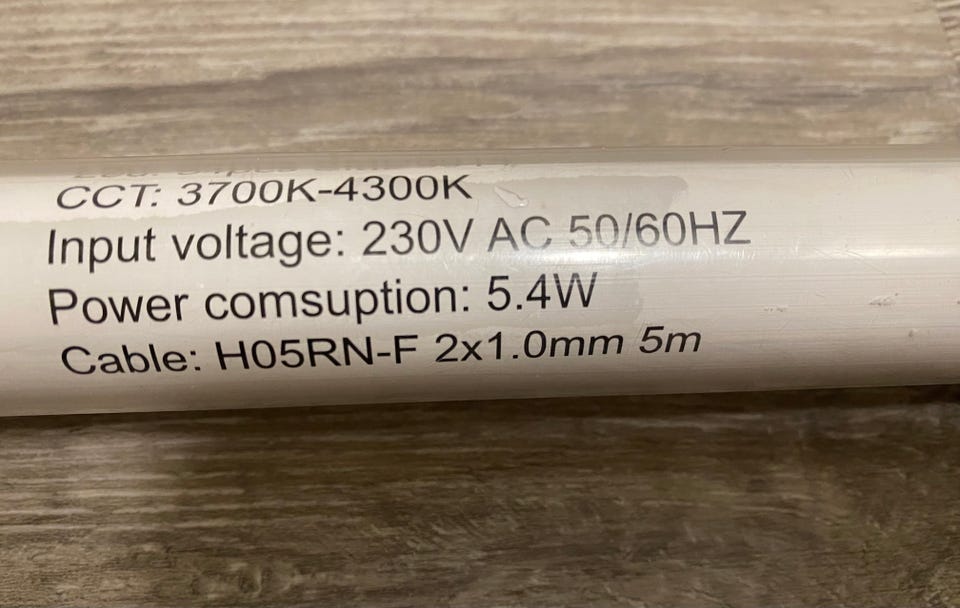 CCT: 3700K-4300K
Input voltage: 230V AC 50/60HZ
Power comsuption: 5.4W
Cable: H05RN-F 2x1.0mm 5m